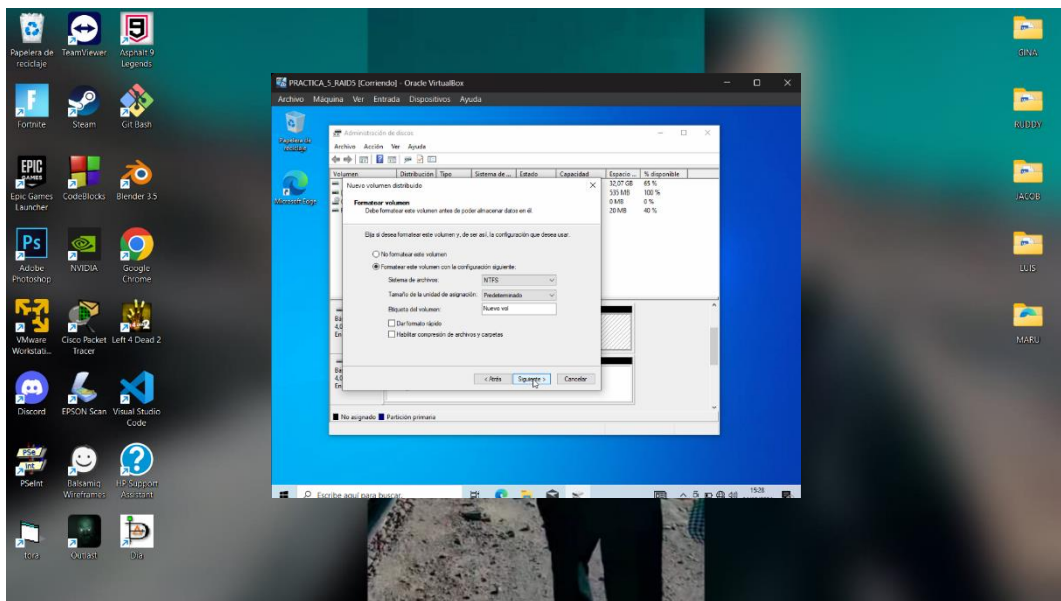 Papelera de
reciclaje
TeamViewer
Asphalt 9
Legends
Fortnite
Steam
Git Bash
Epic Games
Launcher
CodeBlocks
Blender 3.5
Adobe
Photoshop
NVIDIA
Google
Chrome
VMware
Workstati...
Cisco Packet
Tracer
Left 4 Dead 2
Discord
EPSON Scan
Visual Studio
Code
PSeInt
Balsamiq
Wireframes
HP Support
Assistant
tora
Outlast
Dia
GINA
RUDDY
JACOB
LUIS
MARU
PRACTICA_5_RAID5 [Corriendo] - Oracle VirtualBox
Archivo Máquina Ver Entrada Dispositivos Ayuda
Papelera de
reciclaje
Microsoft Edge
Administración de discos
Archivo Acción Ver Ayuda
Volumen Distribución Tipo Sistema de ... Estado Capacidad Espacio ... % disponible
32,07 GB 65 %
535 MB 100 %
0 MB 0 %
20 MB 40 %
Nuevo volumen distribuido
Formatear volumen
Debe formatear este volumen antes de poder almacenar datos en él.
Elija si desea formatear este volumen y, de ser así, la configuración que desea usar.
No formatear este volumen
Formatear este volumen con la configuración siguiente:
Sistema de archivos: NTFS
Tamaño de la unidad de asignación: Predeterminado
Etiqueta del volumen: Nuevo vol
Dar formato rápido
Habilitar compresión de archivos y carpetas
< Atrás Siguiente > Cancelar
No asignado Partición primaria
Escribe aquí para buscar.
15:28